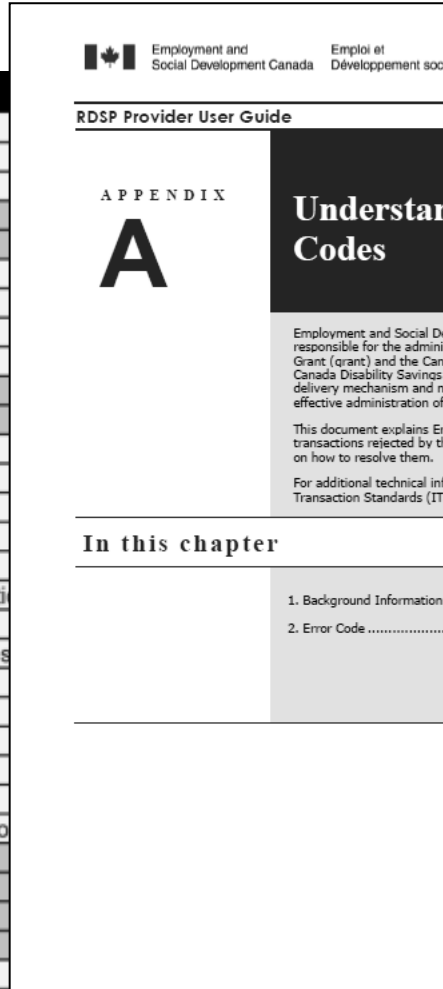 Employment and
Social Development Canada
Emploi et
Développement soc
RDSP Provider User Guide
APPENDIX
A
Understan
Codes
Employment and Social De
responsible for the admini
Grant (grant) and the Can
Canada Disability Savings
delivery mechanism and n
effective administration of
This document explains Er
transactions rejected by th
on how to resolve them.
For additional technical inf
Transaction Standards (IT
In this chapter
1. Background Information
2. Error Code